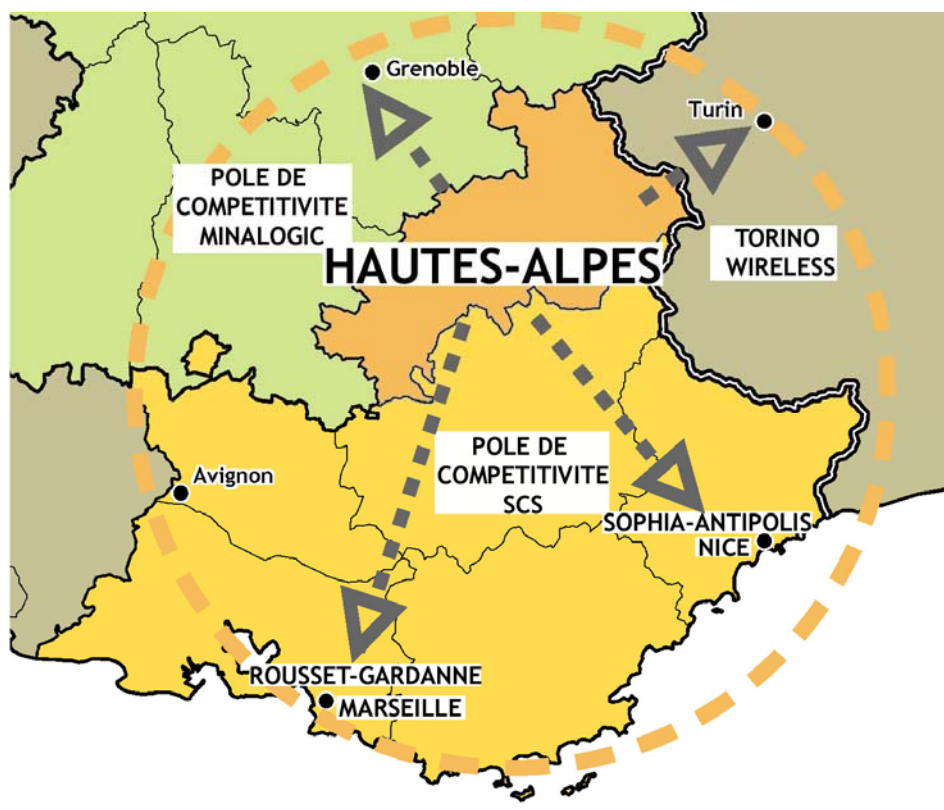 Grenoble
Turin
POLE DE
COMPETITIVITE
MINALOGIC
TORINO
WIRELESS
HAUTES-ALPES
POLE DE
COMPETITIVITE
SCS
Avignon
SOPHIA-ANTIPOLIS
NICE
ROUSSET-GARDANNE
MARSEILLE